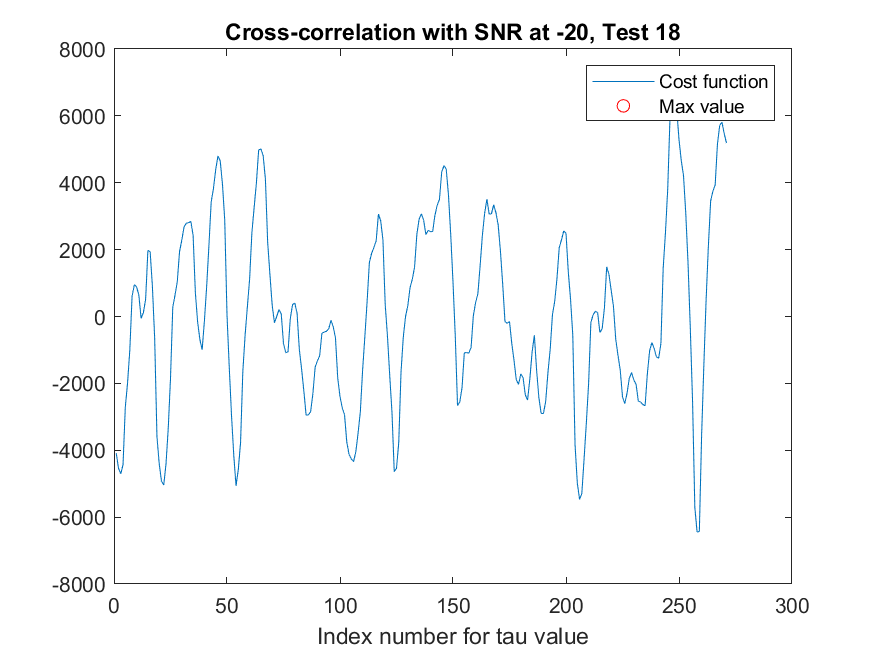 Cross-correlation with SNR at -20, Test 18
8000
6000
4000
2000
0
-2000
-4000
-6000
-8000
Cost function
Max value
0 50 100 150 200 250 300
Index number for tau value